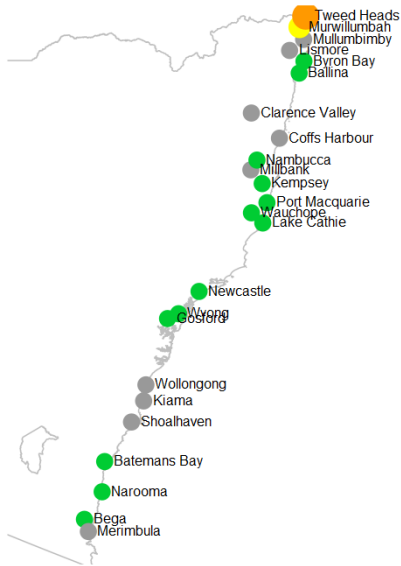 Tweed Heads
Murwillumbah
Mullumbimby
Lismore
Byron Bay
Ballina
Clarence Valley
Coffs Harbour
Nambucca
Millbank
Kempsey
Port Macquarie
Wauchope
Lake Cathie
Newcastle
Wyong
Gosford
Wollongong
Kiama
Shoalhaven
Batemans Bay
Narooma
Bega
Merimbula